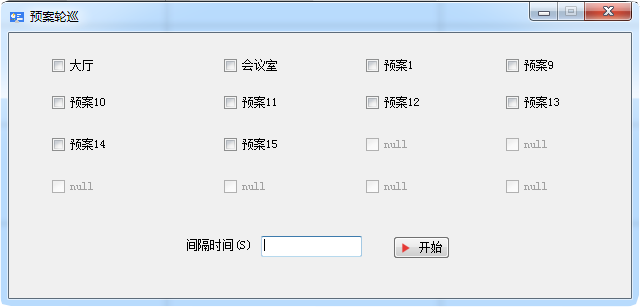 预案轮巡
大厅 会议室 预案1 预案9
预案10 预案11 预案12 预案13
预案14 预案15 null null
null null null null
间隔时间(S) 开始